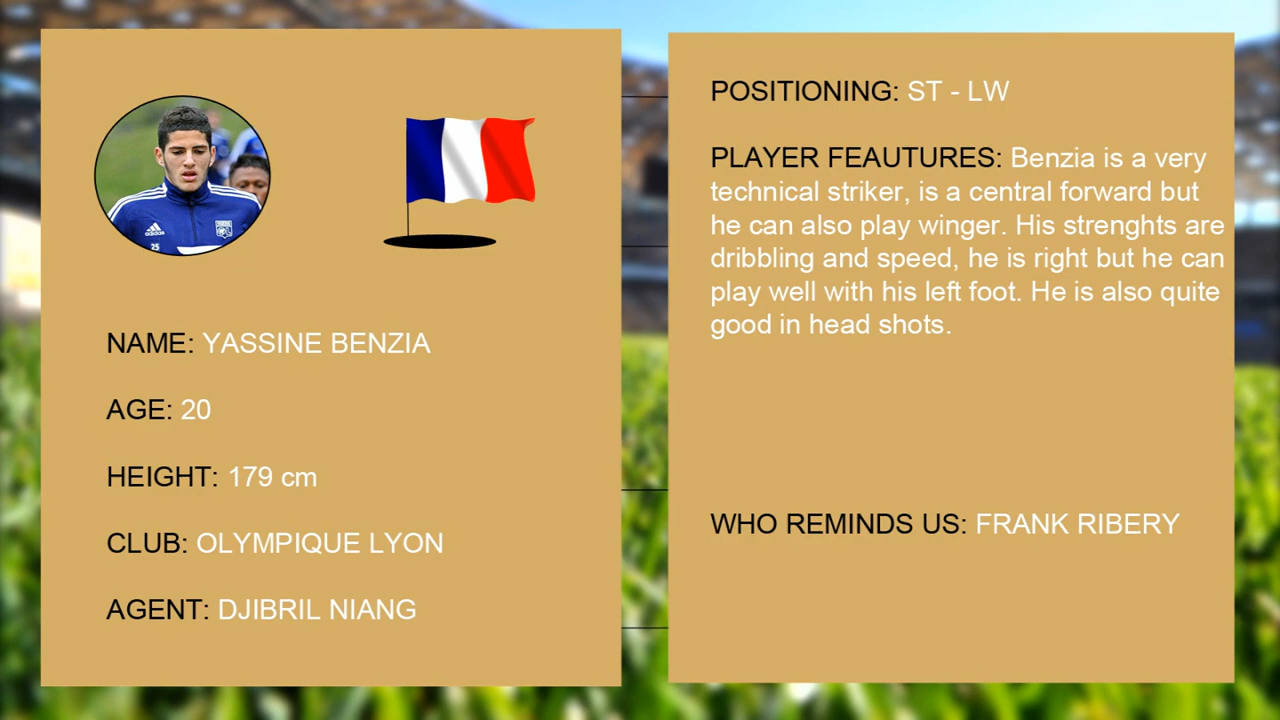 NAME: YASSINE BENZIA
AGE: 20
HEIGHT: 179 cm
CLUB: OLYMPIQUE LYON
AGENT: DJIBRIL NIANG
POSITIONING: ST - LW
PLAYER FEAUTURES: Benzia is a very
technical striker, is a central forward but
he can also play winger. His strenghts are
dribbling and speed, he is right but he can
play well with his left foot. He is also quite
good in head shots.
WHO REMINDS US: FRANK RIBERY
adidas
25